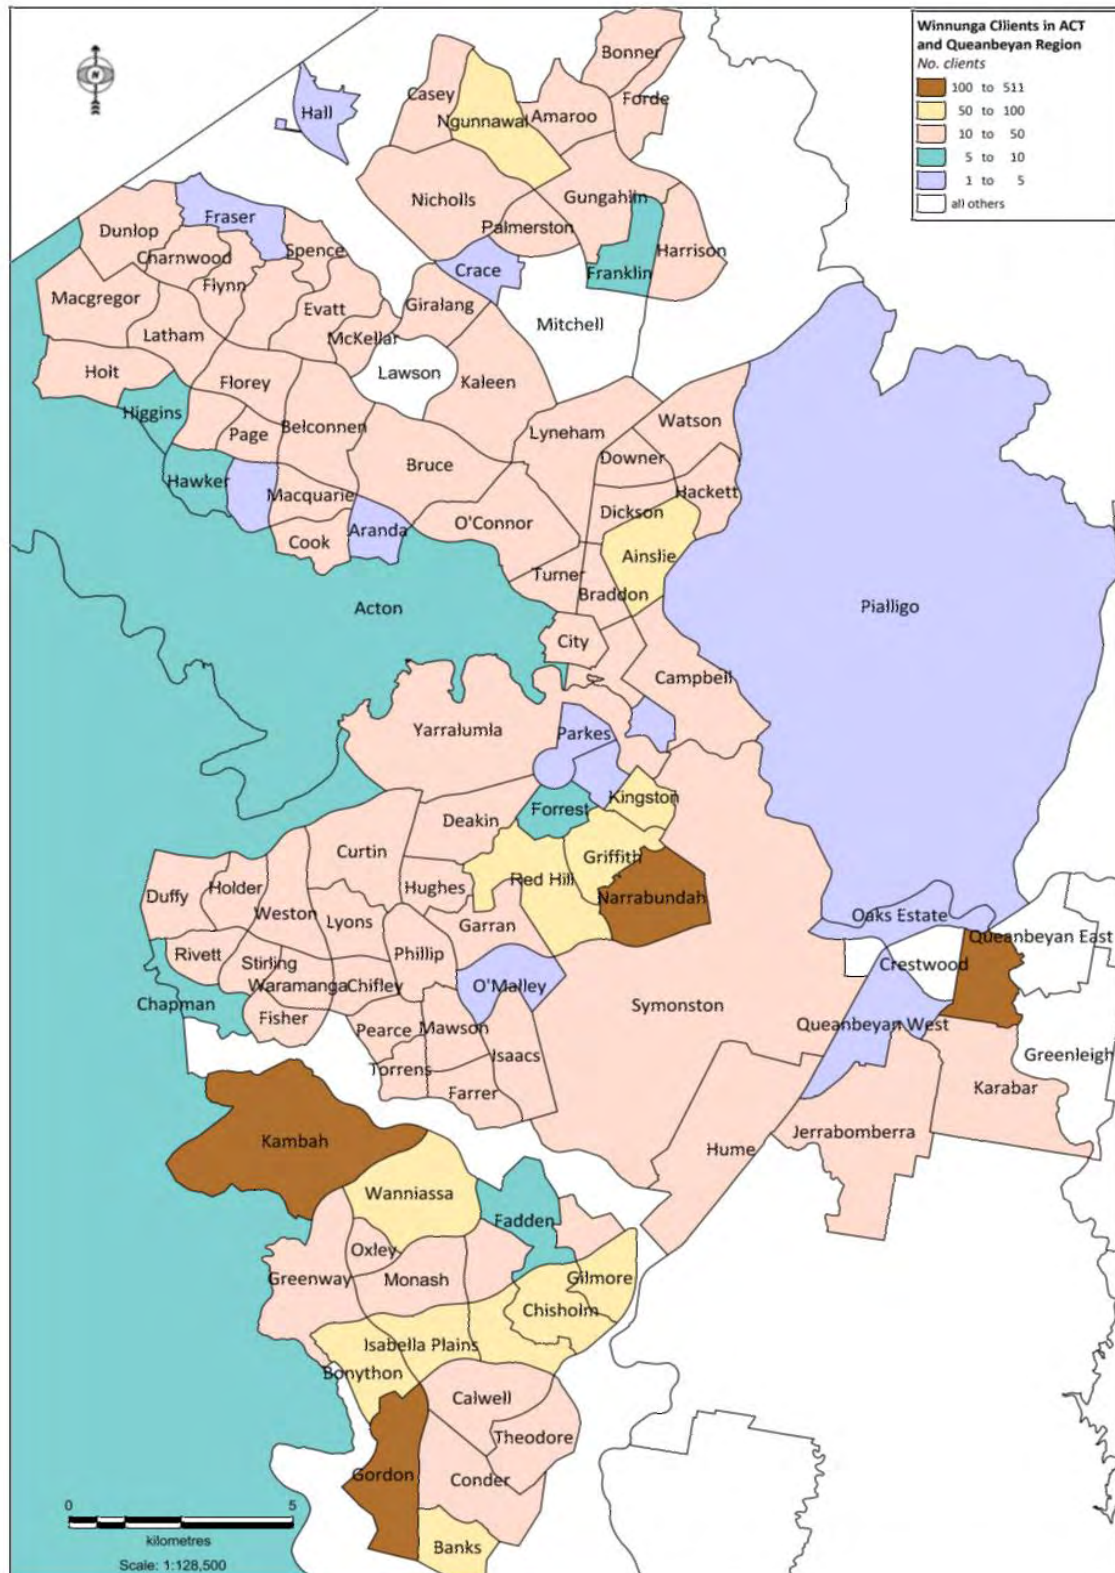 Winnunga Cllients in ACT
and Queanbeyan Region
No. clients
100 to 511
50 to 100
10 to 50
5 to 10
1 to 5
all others
N
Bonner
Casey
Forde
Hall
Ngunnawal
Amaroo
Nicholls
Gungahlin
Fraser
Palmerston
Dunlop
Spence
Harrison
Charnwood
Crace
Franklin
Flynn
Macgregor
Giralang
Evatt
Mitchell
Latham
McKellar
Holt
Florey
Lawson
Kaleen
Higgins
Page
Belconnen
Lyneham
Watson
Downer
Bruce
Hawker
Macquarie
Hackett
Dickson
Aranda
O'Connor
Cook
Ainslie
Turner
Braddon
Acton
Pialligo
City
Campbell
Yarralumla
Parkes
Kingston
Forrest
Deakin
Curtin
Griffith
Red Hill
Hughes
Holder
Duffy
Narrabundah
Weston
Lyons
Oaks Estate
Garran
Queanbeyan East
Rivett
Phillip
Stirling
Crestwood
Waramanga
Chifley
O'Malley
Chapman
Symonston
Fisher
Pearce
Mawson
Queanbeyan West
Isaacs
Greenleigh
Torrens
Farrer
Karabar
Kambah
Jerrabomberra
Hume
Wanniassa
Fadden
Oxley
Greenway
Monash
Gilmore
Chisholm
Isabella Plains
Bonython
Calwell
Theodore
Gordon
Conder
Banks
0 5
kilometres
Scale: 1:128,500